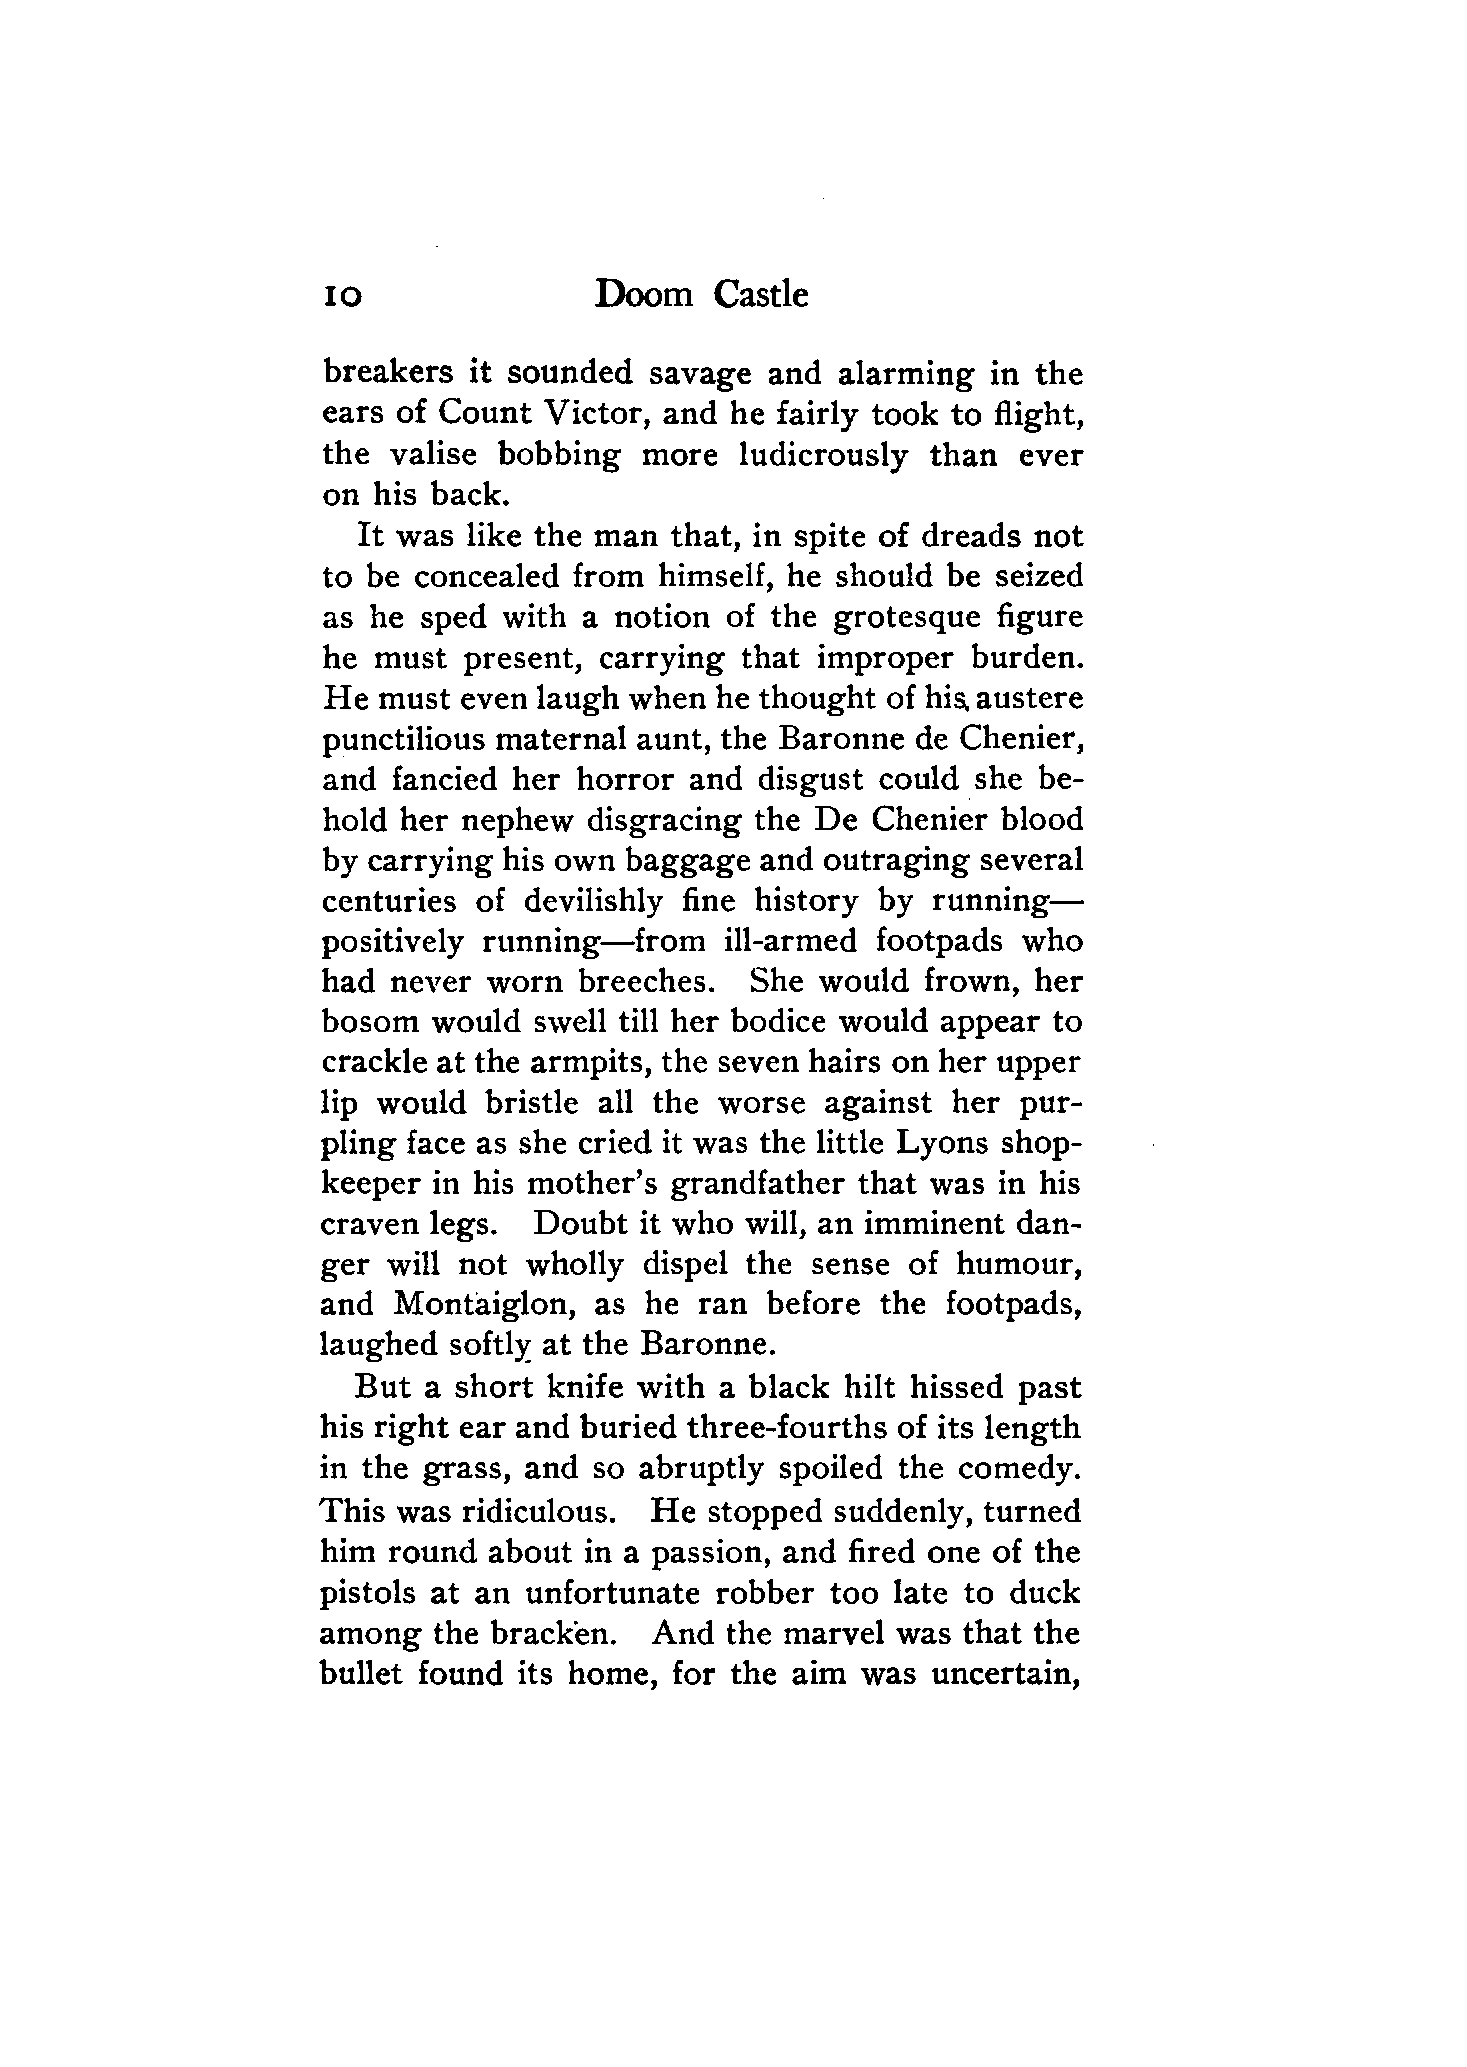 10 Doom Castle
breakers it sounded savage and alarming in the
ears of Count Victor, and he fairly took to flight,
the valise bobbing more ludicrously than ever
on his back.
It was like the man that, in spite of dreads not
to be concealed from himself, he should be seized
as he sped with a notion of the grotesque figure
he must present, carrying that improper burden.
He must even laugh when he thought of his austere
punctilious maternal aunt, the Baronne de Chenier,
and fancied her horror and disgust could she be-
hold her nephew disgracing the De Chenier blood
by carrying his own baggage and outraging several
centuries of devilishly fine history by running—
positively running—from ill-armed footpads who
had never worn breeches. She would frown, her
bosom would swell till her bodice would appear to
crackle at the armpits, the seven hairs on her upper
lip would bristle all the worse against her pur-
pling face as she cried it was the little Lyons shop-
keeper in his mother's grandfather that was in his
craven legs. Doubt it who will, an imminent dan-
ger will not wholly dispel the sense of humour,
and Montaiglon, as he ran before the footpads,
laughed softly at the Baronne.
But a short knife with a black hilt hissed past
his right ear and buried three-fourths of its length
in the grass, and so abruptly spoiled the comedy.
This was ridiculous. He stopped suddenly, turned
him round about in a passion, and fired one of the
pistols at an unfortunate robber too late to duck
among the bracken. And the marvel was that the
bullet found its home, for the aim was uncertain,